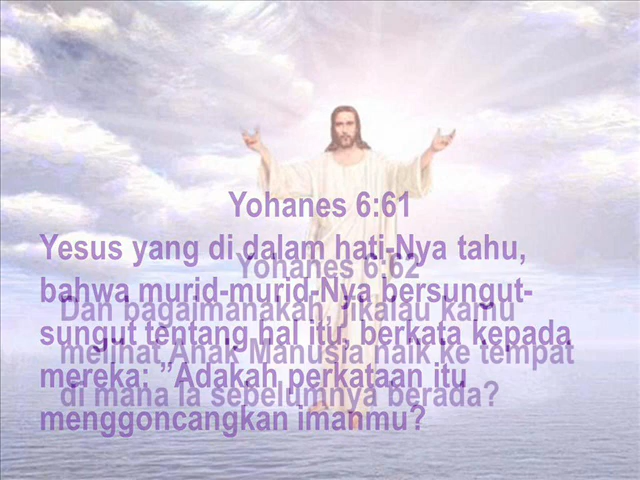 Yohanes 6:61
Yesus yang di dalam hati-Nya tahu,
bahwa murid-murid-Nya bersungut-
sungut tentang hal itu, berkata kepada
mereka: ”Adakah perkataan itu
menggoncangkan imanmu?
Yohanes 6:62
Dan bagaimanakah, jikalau kamu
melihat Anak Manusia naik ke tempat
di mana Ia sebelumnya berada?